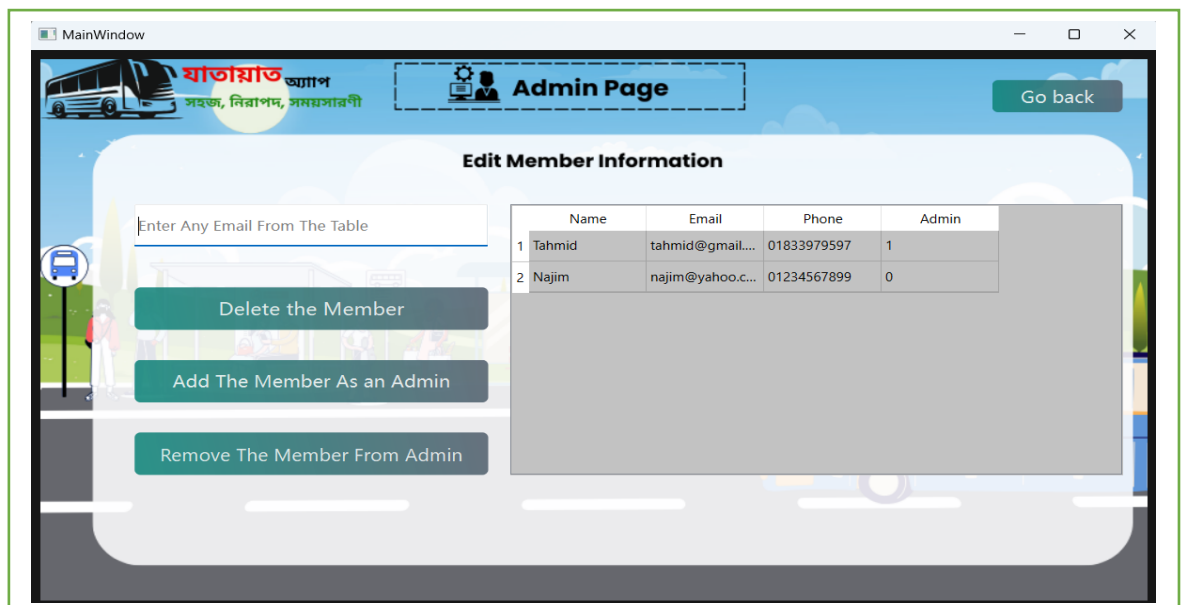 MainWindow
যাতায়াত অ্যাাপ
সহজ, নিরাপদ, সময়সারণী
Admin Page
Go back
Edit Member Information
Enter Any Email From The Table
Delete the Member
Add The Member As an Admin
Remove The Member From Admin
Name Email Phone Admin
1 Tahmid tahmid@gmail.... 01833979597 1
2 Najim najim@yahoo.c... 01234567899 0